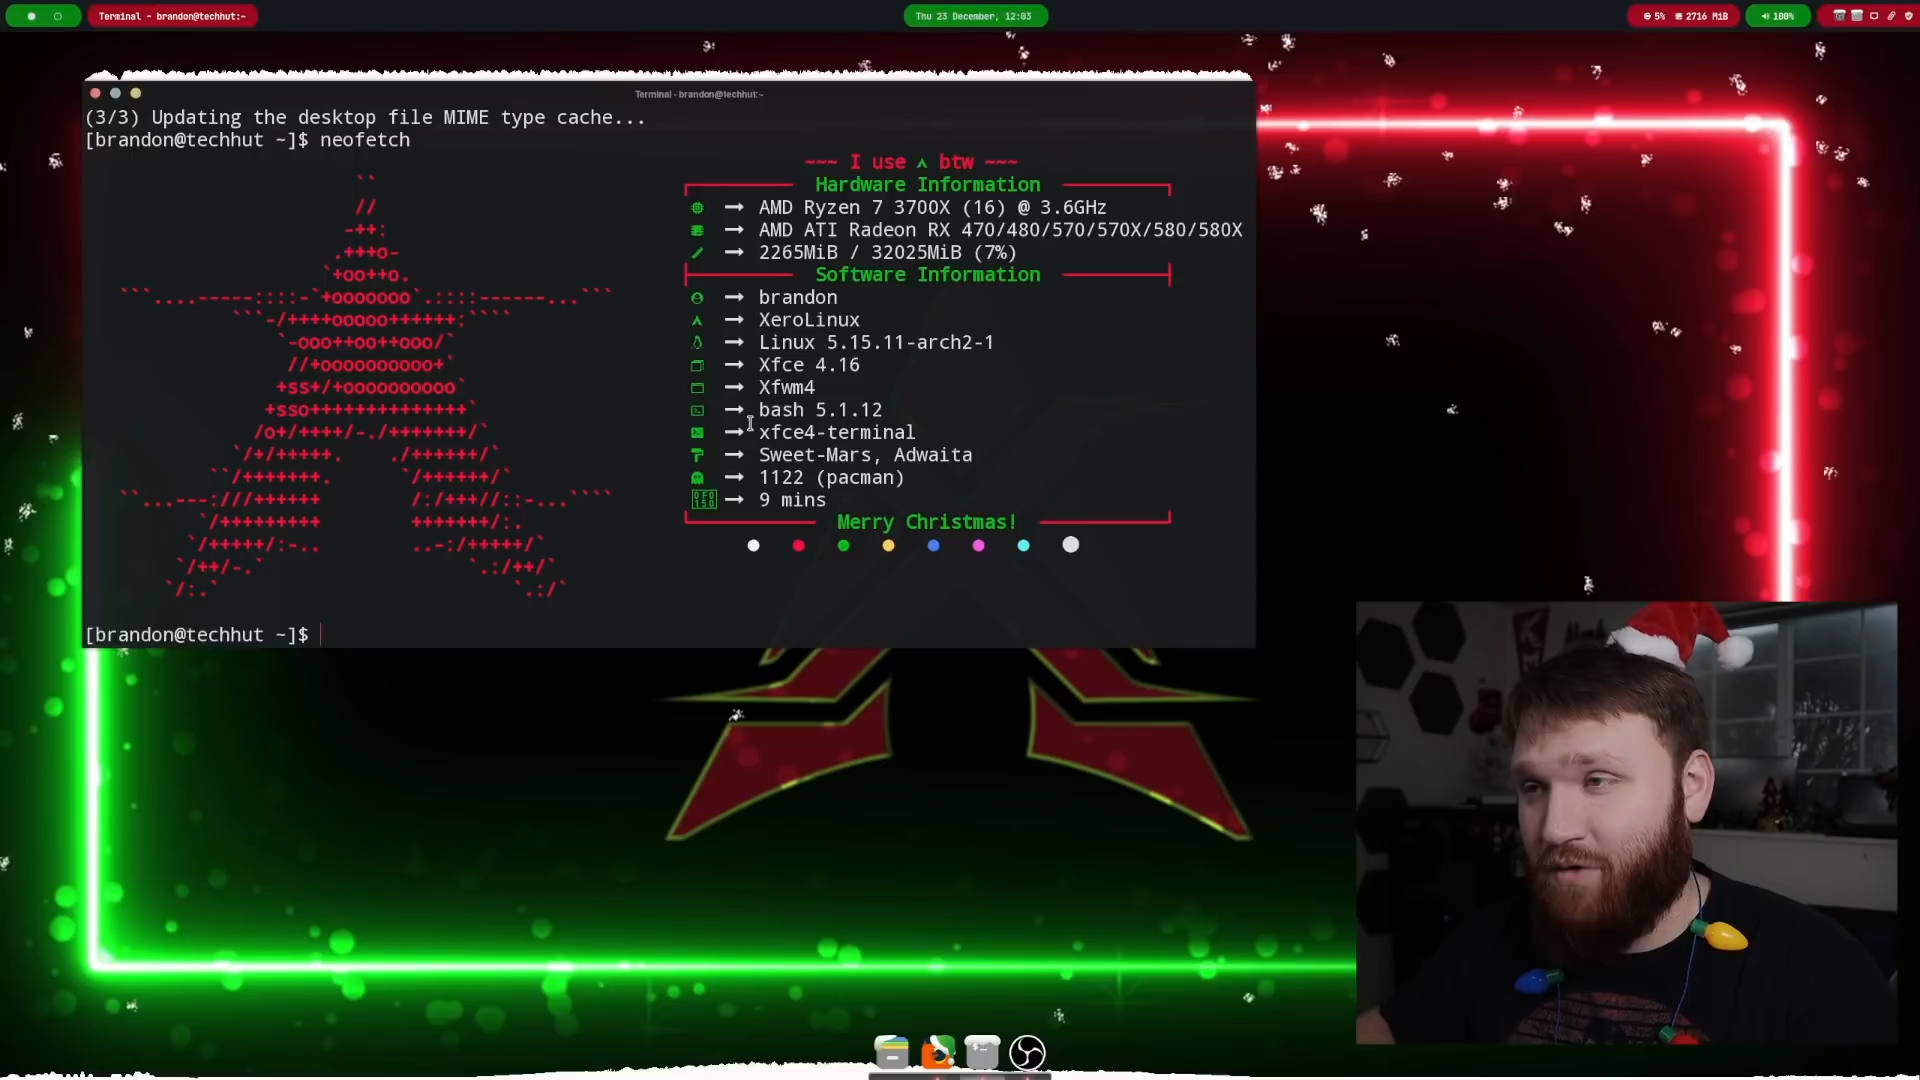 Terminal - brandon@techhut:~
Thu 23 December, 12:03
5% 2716 MiB
100%
Terminal - brandon@techhut:~
(3/3) Updating the desktop file MIME type cache...
[brandon@techhut ~]$ neofetch
~~~ I use btw ~~~
Hardware Information
AMD Ryzen 7 3700X (16) @ 3.6GHz
AMD ATI Radeon RX 470/480/570/570X/580/580X
2265MiB / 32025MiB (7%)
Software Information
brandon
XeroLinux
Linux 5.15.11-arch2-1
Xfce 4.16
Xfwm4
bash 5.1.12
xfce4-terminal
Sweet-Mars, Adwaita
1122 (pacman)
9 mins
Merry Christmas!
[brandon@techhut ~]$